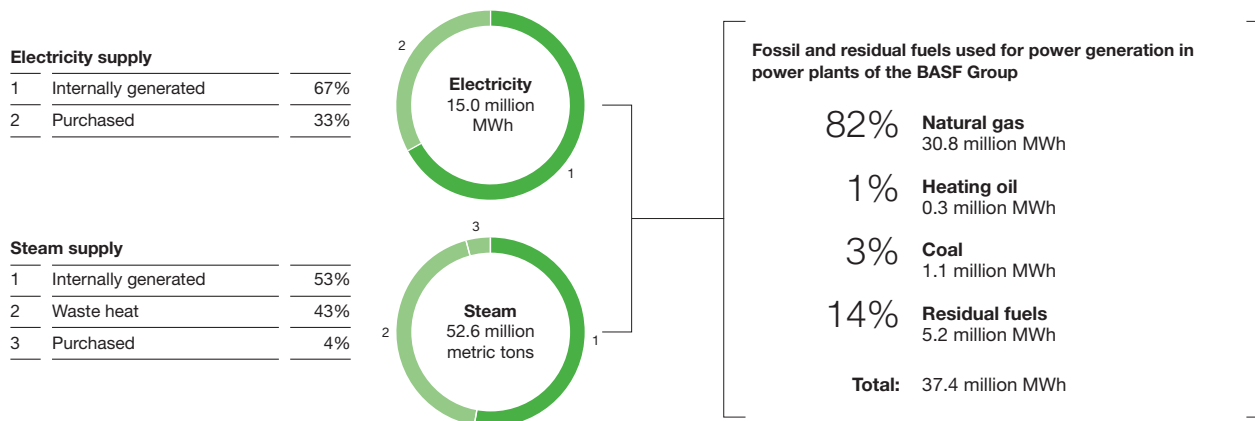 Electricity supply
1 Internally generated 67%
2 Purchased 33%
2
Electricity
15.0 million
MWh
1
Steam supply
1 Internally generated 53%
2 Waste heat 43%
3 Purchased 4%
3
2
Steam
52.6 million
metric tons
1
Fossil and residual fuels used for power generation in
power plants of the BASF Group
82% Natural gas
30.8 million MWh
1% Heating oil
0.3 million MWh
3% Coal
1.1 million MWh
14% Residual fuels
5.2 million MWh
Total: 37.4 million MWh